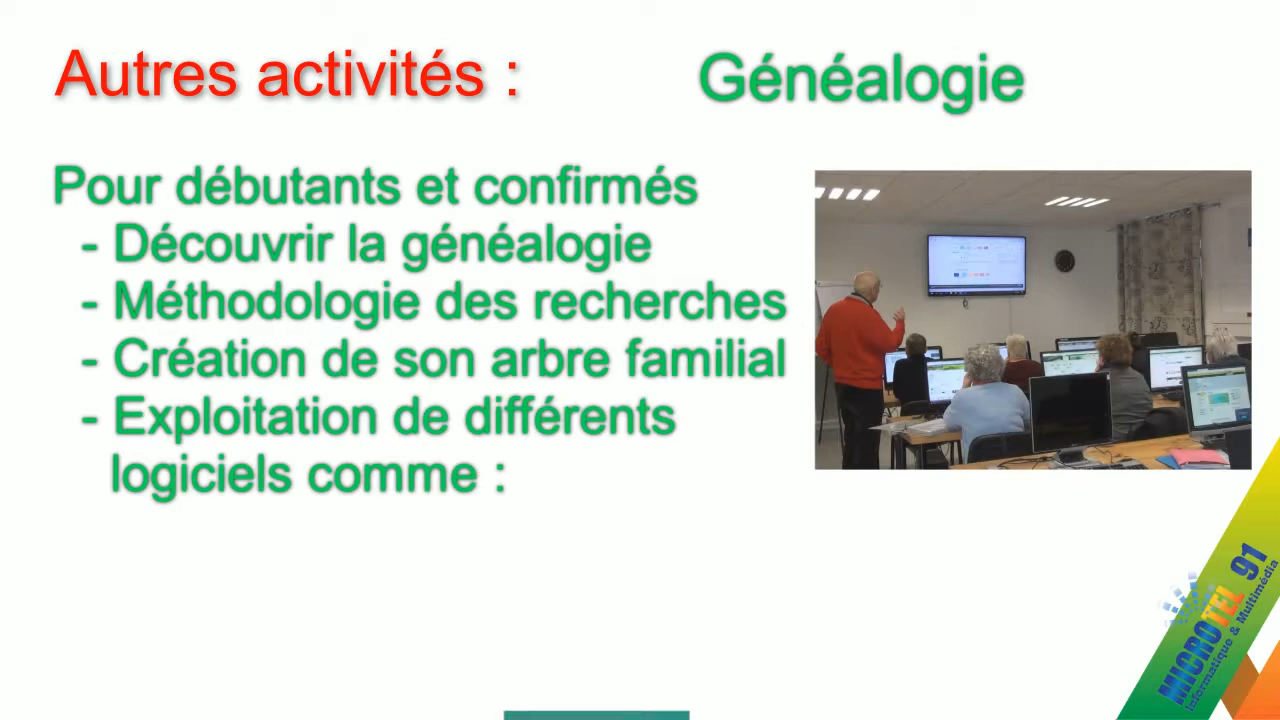 Autres activités :
Généalogie
Pour débutants et confirmés
- Découvrir la généalogie
- Méthodologie des recherches
- Création de son arbre familial
- Exploitation de différents
logiciels comme :
MICROTEL 91
Informatique & Multimédia